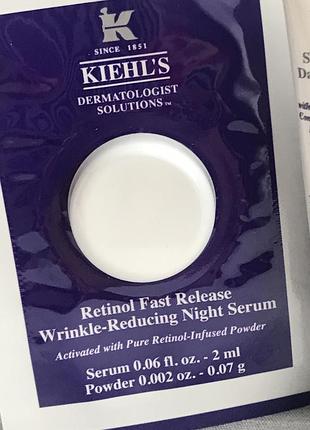 K
SINCE 1851
KIEHL'S
DERMATOLOGIST
SOLUTIONS™
Retinol Fast Release
Wrinkle-Reducing Night Serum
Activated with Pure Retinol-Infused Powder
Serum 0.06 fl. oz. - 2 ml
Powder 0.002 oz. - 0.07 g
S
Da